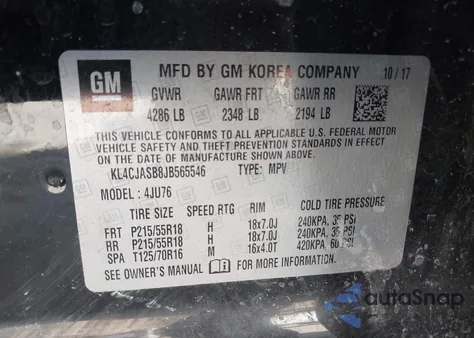 GM
MFD BY GM KOREA COMPANY 10/17
GVWR GAWR FRT GAWR RR
4286 LB 2348 LB 2194 LB
THIS VEHICLE CONFORMS TO ALL APPLICABLE U.S. FEDERAL MOTOR
VEHICLE SAFETY AND THEFT PREVENTION STANDARDS IN EFFECT ON
THE DATE OF MANUFACTURE SHOWN ABOVE.
KL4CJASB8JB565546 TYPE: MPV
MODEL: 4JU76
TIRE SIZE SPEED RTG RIM COLD TIRE PRESSURE
FRT P215/55R18 H 18x7.0J 240KPA, 35 PSI
RR P215/55R18 H 18x7.0J 240KPA, 35 PSI
SPA T125/70R16 M 16x4.0T 420KPA, 60 PSI
SEE OWNER'S MANUAL FOR MORE INFORMATION
autoSnap